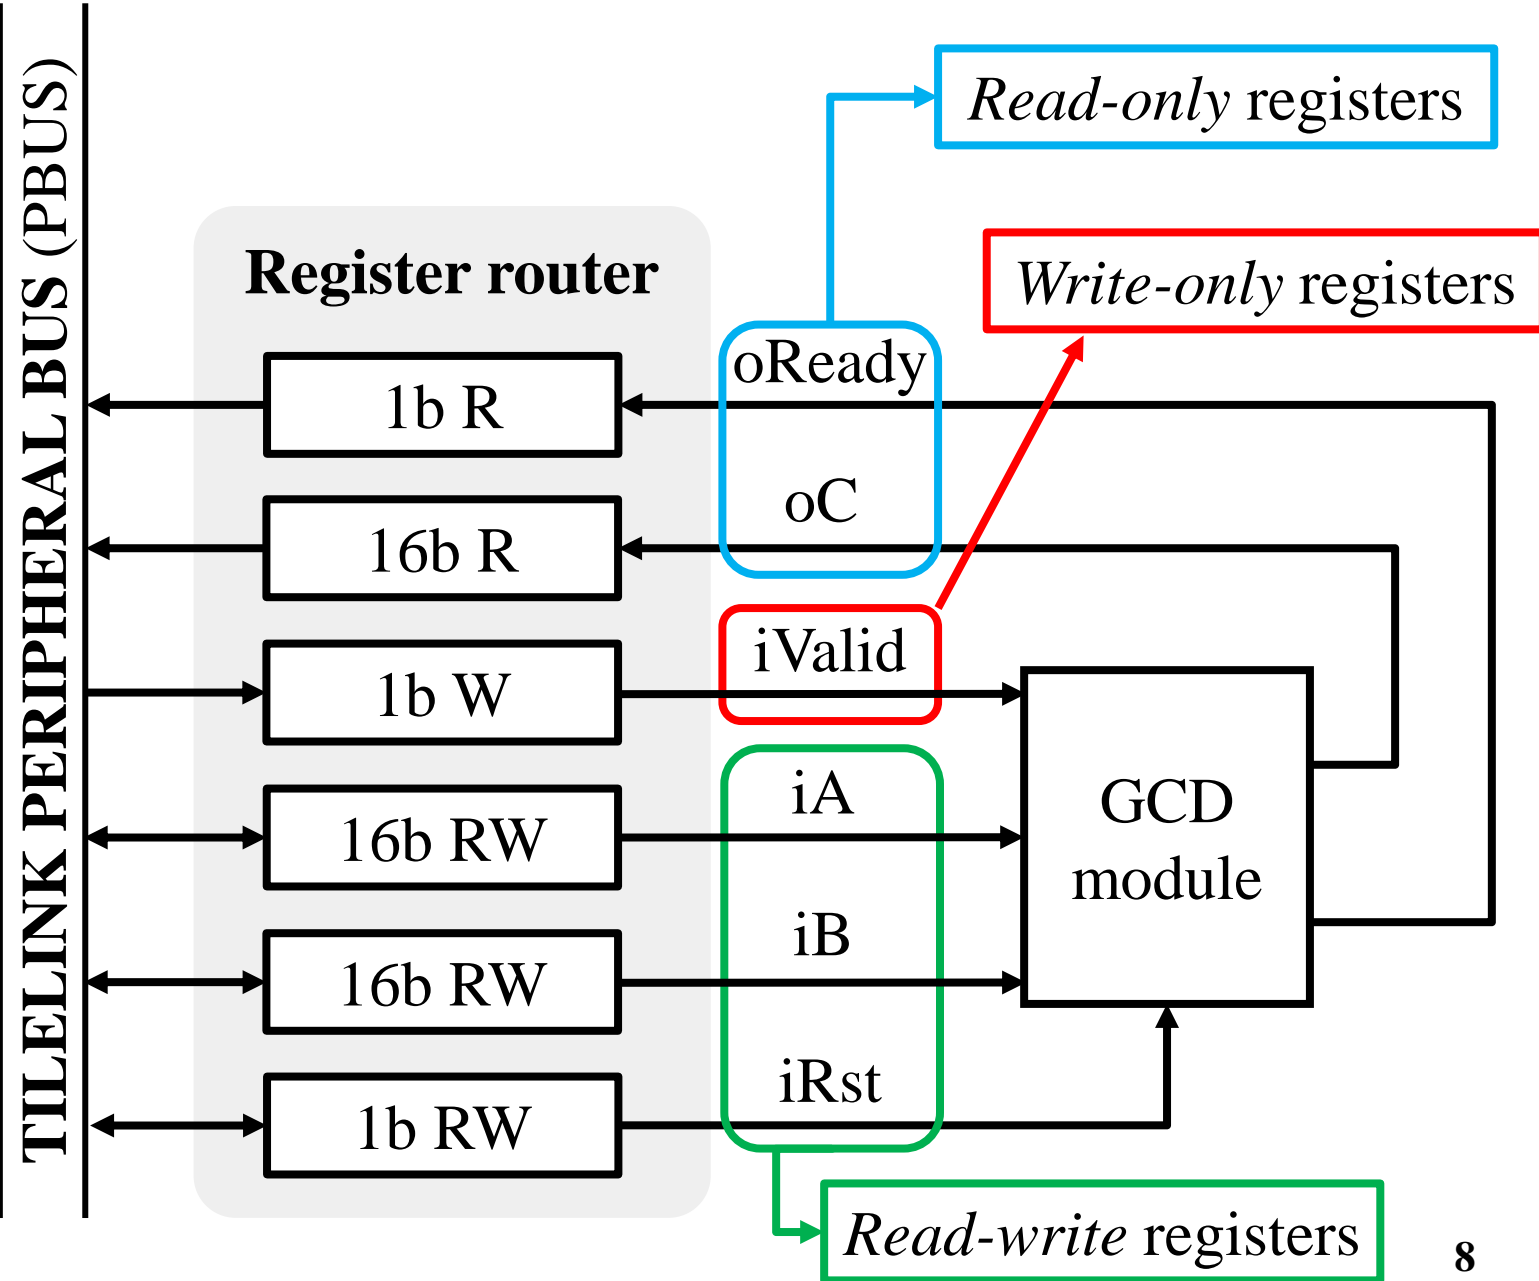 TILELINK PERIPHERAL BUS (PBUS)
Read-only registers
Write-only registers
Register router
oReady
1b R
oC
16b R
iValid
1b W
iA
16b RW
GCD
module
iB
16b RW
iRst
1b RW
Read-write registers
8